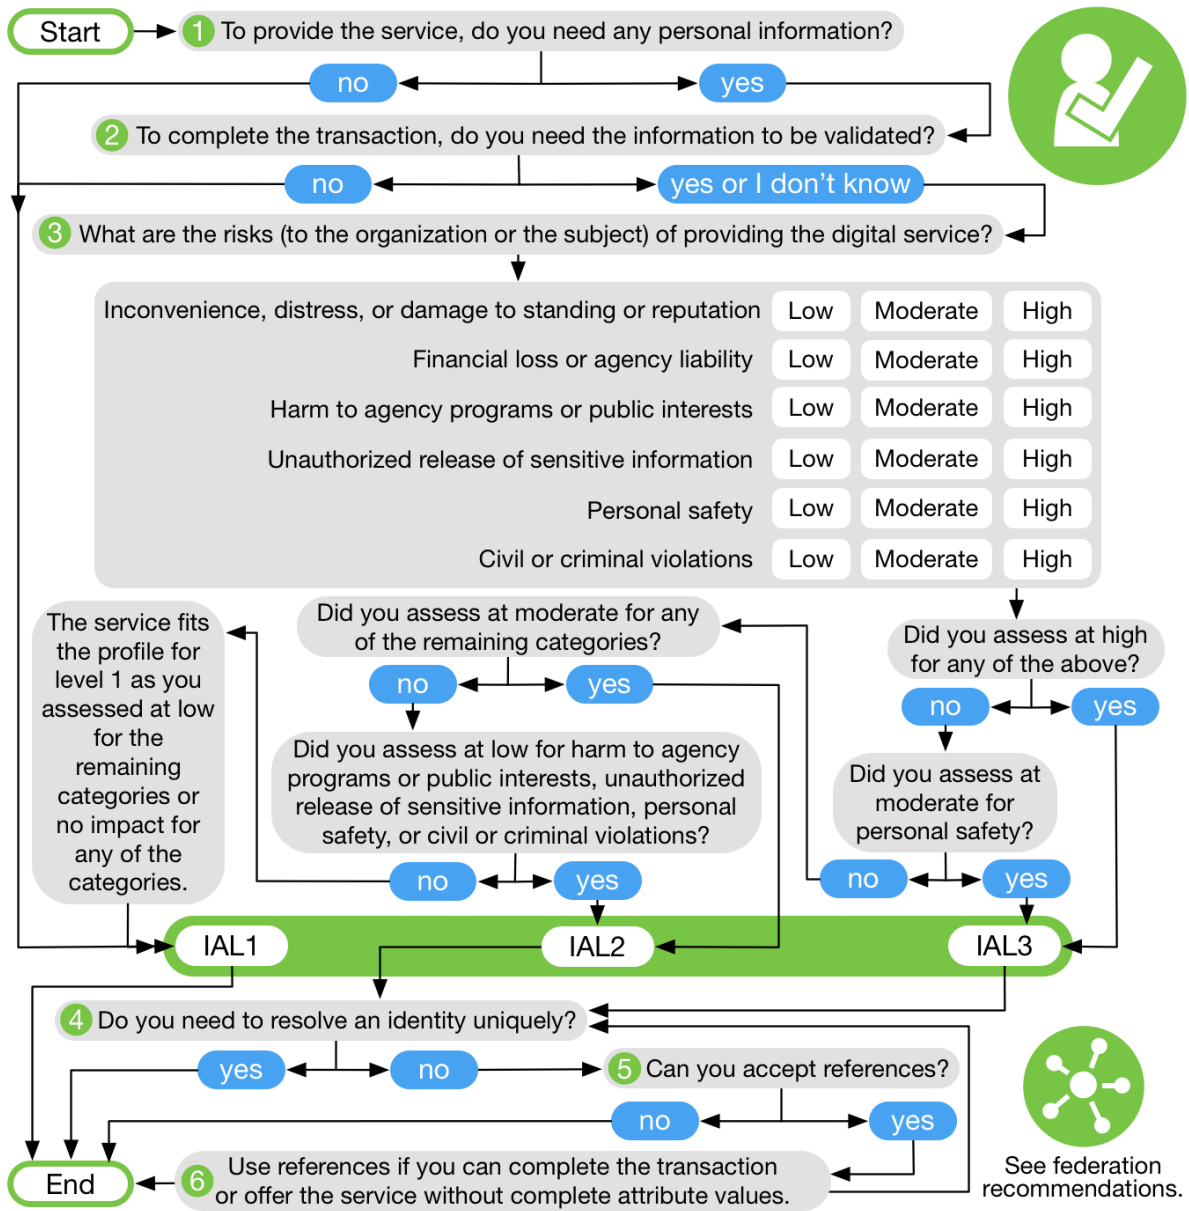 Start
1 To provide the service, do you need any personal information?
no
yes
2 To complete the transaction, do you need the information to be validated?
no
yes or I don’t know
3 What are the risks (to the organization or the subject) of providing the digital service?
Inconvenience, distress, or damage to standing or reputation Low Moderate High
Financial loss or agency liability Low Moderate High
Harm to agency programs or public interests Low Moderate High
Unauthorized release of sensitive information Low Moderate High
Personal safety Low Moderate High
Civil or criminal violations Low Moderate High
Did you assess at high
for any of the above?
no
yes
Did you assess at
moderate for
personal safety?
no
yes
Did you assess at moderate for any
of the remaining categories?
no
yes
Did you assess at low for harm to agency
programs or public interests, unauthorized
release of sensitive information, personal
safety, or civil or criminal violations?
no
yes
The service fits
the profile for
level 1 as you
assessed at low
for the
remaining
categories or
no impact for
any of the
categories.
IAL1
IAL2
IAL3
4 Do you need to resolve an identity uniquely?
yes
no
5 Can you accept references?
no
yes
6 Use references if you can complete the transaction
or offer the service without complete attribute values.
End
See federation
recommendations.